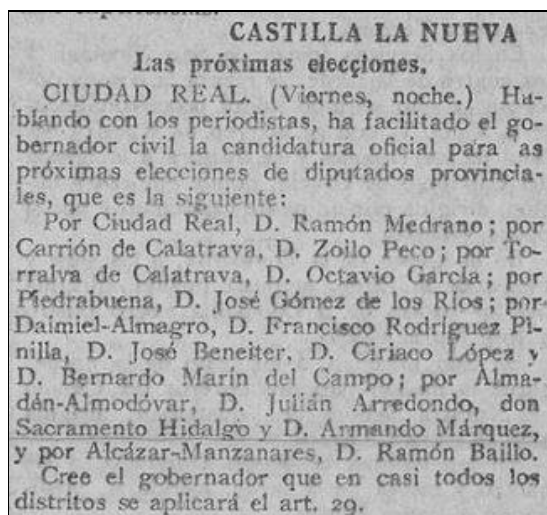 CASTILLA LA NUEVA
Las próximas elecciones.
CIUDAD REAL. (Viernes, noche.) Ha-
blando con los periodistas, ha facilitado el go-
bernador civil la candidatura oficial para as
próximas elecciones de diputados provincia-
les, que es la siguiente:
Por Ciudad Real, D. Ramón Medrano; por
Carrión de Calatrava, D. Zoilo Peco; por To-
rralva de Calatrava, D. Octavio García; por
Piedrabuena, D. José Gómez de los Ríos; por
Daimiel-Almagro, D. Francisco Rodríguez Pi-
nilla, D. José Beneiter, D. Ciriaco López y
D. Bernardo Marín del Campo; por Alma-
dén-Almodóvar, D. Julián Arredondo, don
Sacramento Hidalgo y D. Armando Márquez,
y por Alcázar-Manzanares, D. Ramón Baillo.
Cree el gobernador que en casi todos los
distritos se aplicará el art. 29.